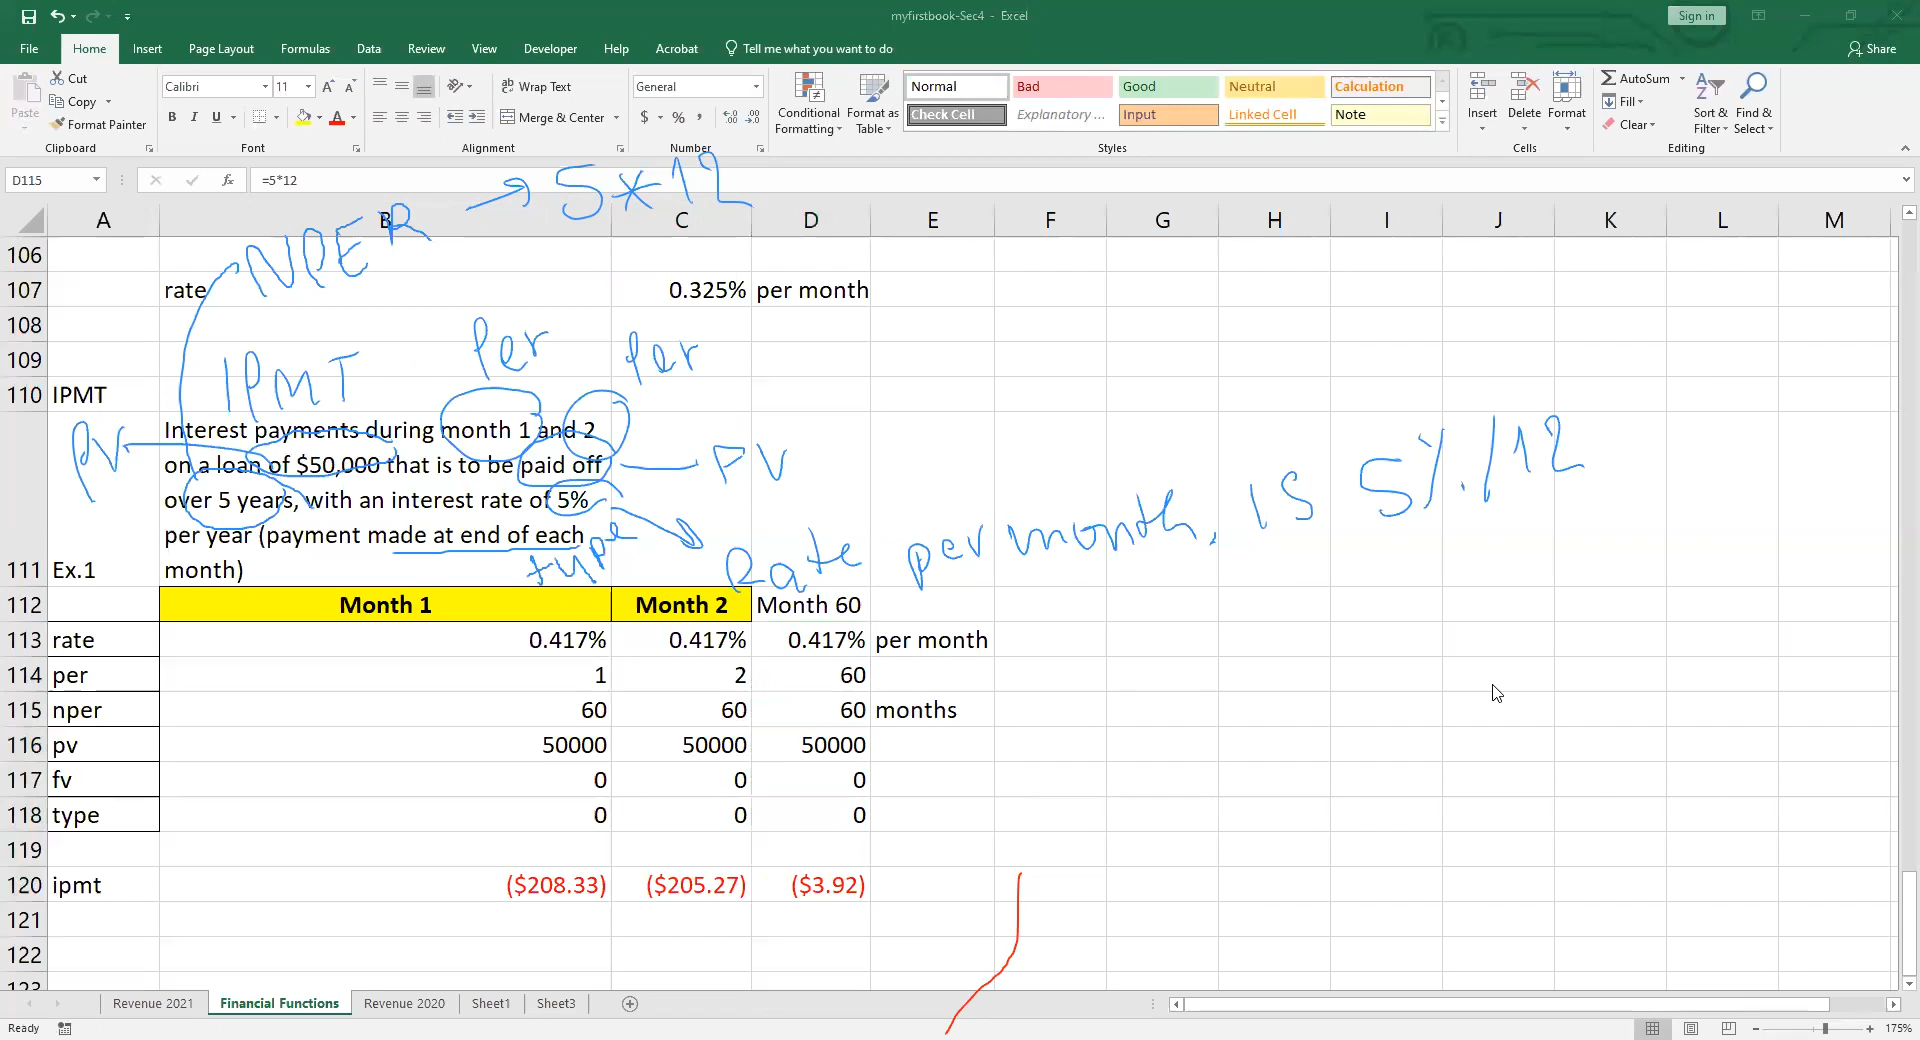 myfirstbook-Sec4 - Excel
Sign in
File Home Insert Page Layout Formulas Data Review View Developer Help Acrobat Tell me what you want to do Share
Paste Cut Copy Format Painter
Calibri 11 B I U
Wrap Text Merge & Center
General $ %
Conditional Formatting Format as Table
Normal Bad Good Neutral Calculation
Check Cell Explanatory ... Input Linked Cell Note
Insert Delete Format
AutoSum Fill Clear Sort & Filter Find & Select
Clipboard Font Alignment Number Styles Cells Editing
D115 fx =5*12
NPER → 5*12
A B C D E F G H I J K L M
106
107 rate 0.325% per month
108
109
IPMT Per Per
110 IPMT
PV FV
Interest payments during month 1 and 2
on a loan of $50,000 that is to be paid off
over 5 years, with an interest rate of 5%
per year (payment made at end of each
111 Ex.1 month)
type Rate per month, is 5%/12
112 Month 1 Month 2 Month 60
113 rate 0.417% 0.417% 0.417% per month
114 per 1 2 60
115 nper 60 60 60 months
116 pv 50000 50000 50000
117 fv 0 0 0
118 type 0 0 0
119
120 ipmt ($208.33) ($205.27) ($3.92)
121
122
123
Revenue 2021 Financial Functions Revenue 2020 Sheet1 Sheet3
Ready 175%